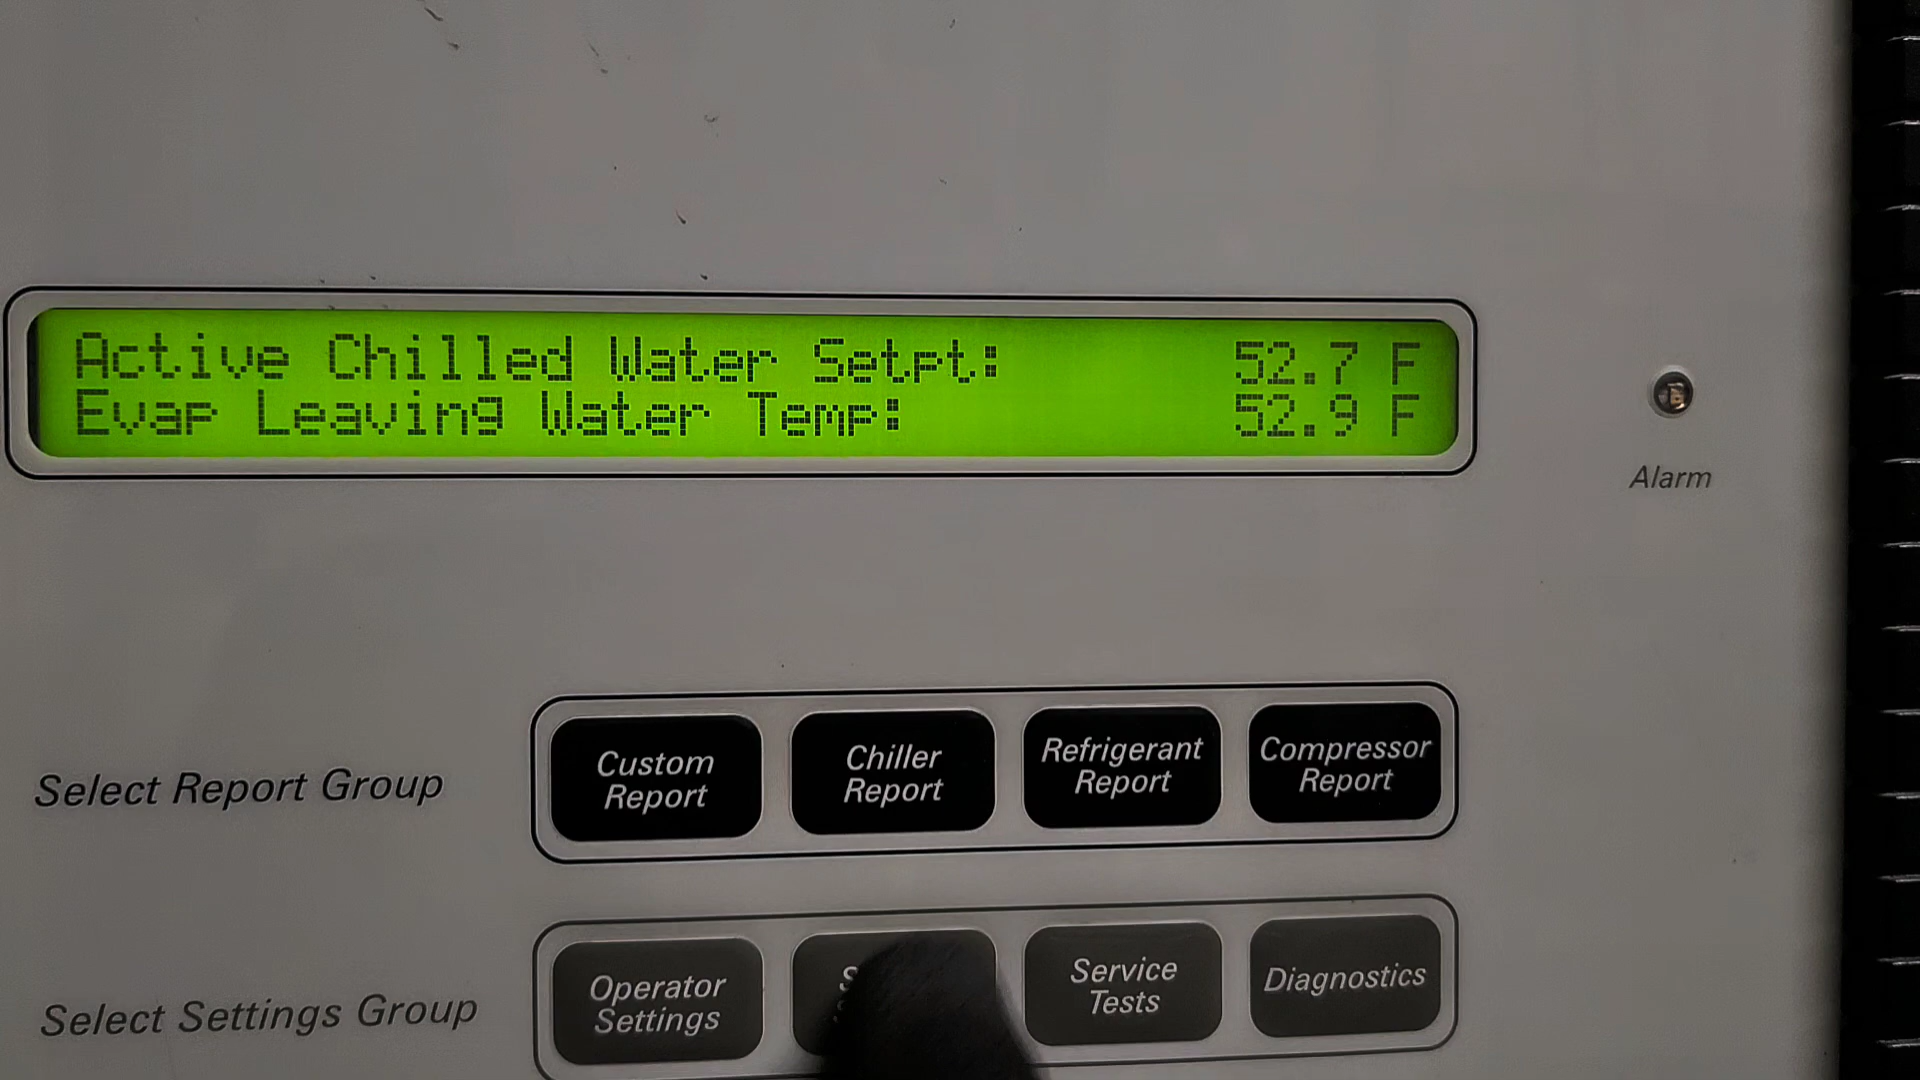 Active Chilled Water Setpt: 52.7 F
Evap Leaving Water Temp: 52.9 F
Alarm
Select Report Group
Custom Report
Chiller Report
Refrigerant Report
Compressor Report
Select Settings Group
Operator Settings
Service Tests
Diagnostics